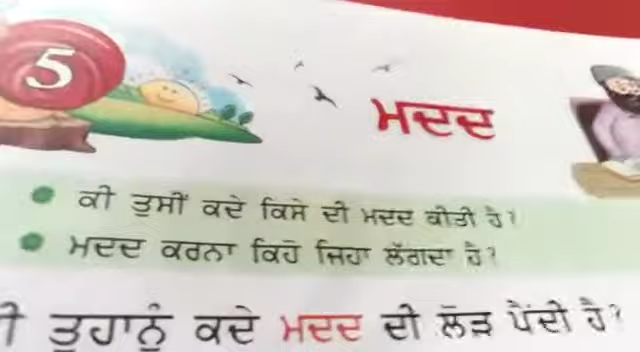 5
ਮਦਦ
ਕੀ ਤੁਸੀਂ ਕਦੇ ਕਿਸੇ ਦੀ ਮਦਦ ਕੀਤੀ ਹੈ?
ਮਦਦ ਕਰਨਾ ਕਿਹੋ ਜਿਹਾ ਲੱਗਦਾ ਹੈ?
ਤੁਹਾਨੂੰ ਕਦੇ ਮਦਦ ਦੀ ਲੋੜ ਪੈਂਦੀ ਹੈ?